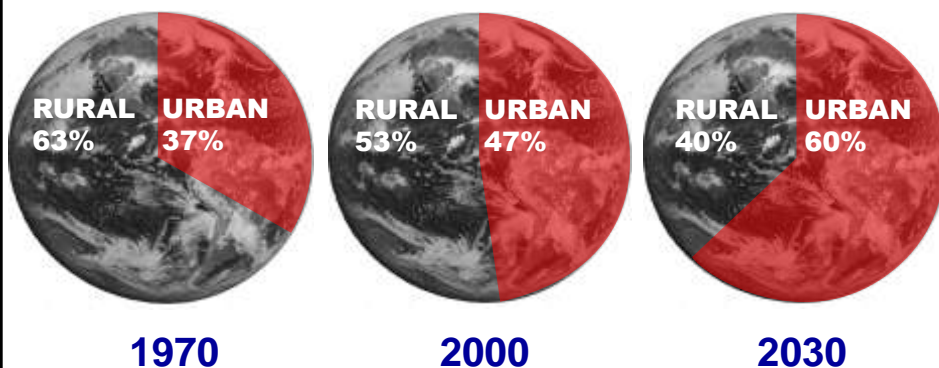 RURAL URBAN
63% 37%
RURAL URBAN
53% 47%
RURAL URBAN
40% 60%
1970
2000
2030